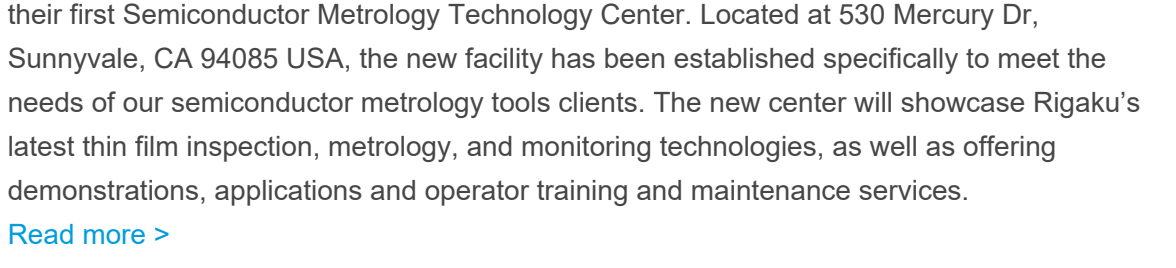 their first Semiconductor Metrology Technology Center. Located at 530 Mercury Dr,
Sunnyvale, CA 94085 USA, the new facility has been established specifically to meet the
needs of our semiconductor metrology tools clients. The new center will showcase Rigaku’s
latest thin film inspection, metrology, and monitoring technologies, as well as offering
demonstrations, applications and operator training and maintenance services.
Read more >